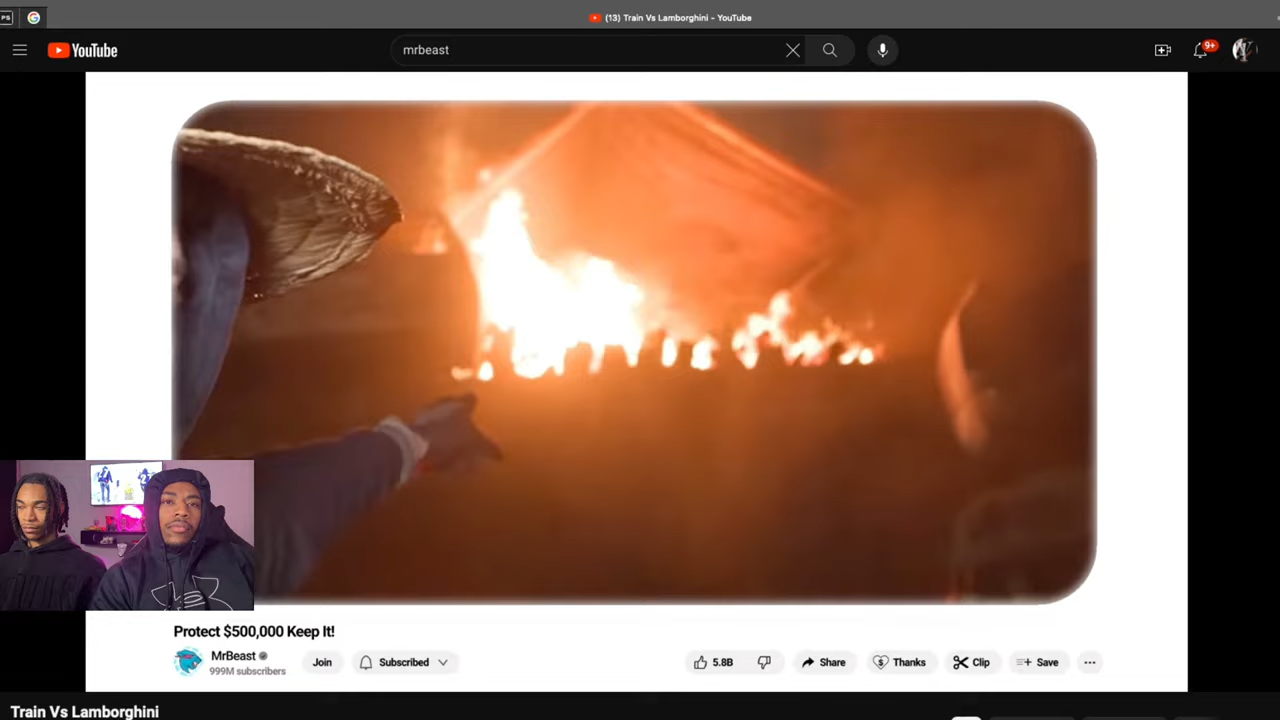 PS
(13) Train Vs Lamborghini - YouTube
YouTube
mrbeast
9+
Protect $500,000 Keep It!
MrBeast
999M subscribers
Join
Subscribed
5.8B
Share
Thanks
Clip
Save
Train Vs Lamborghini